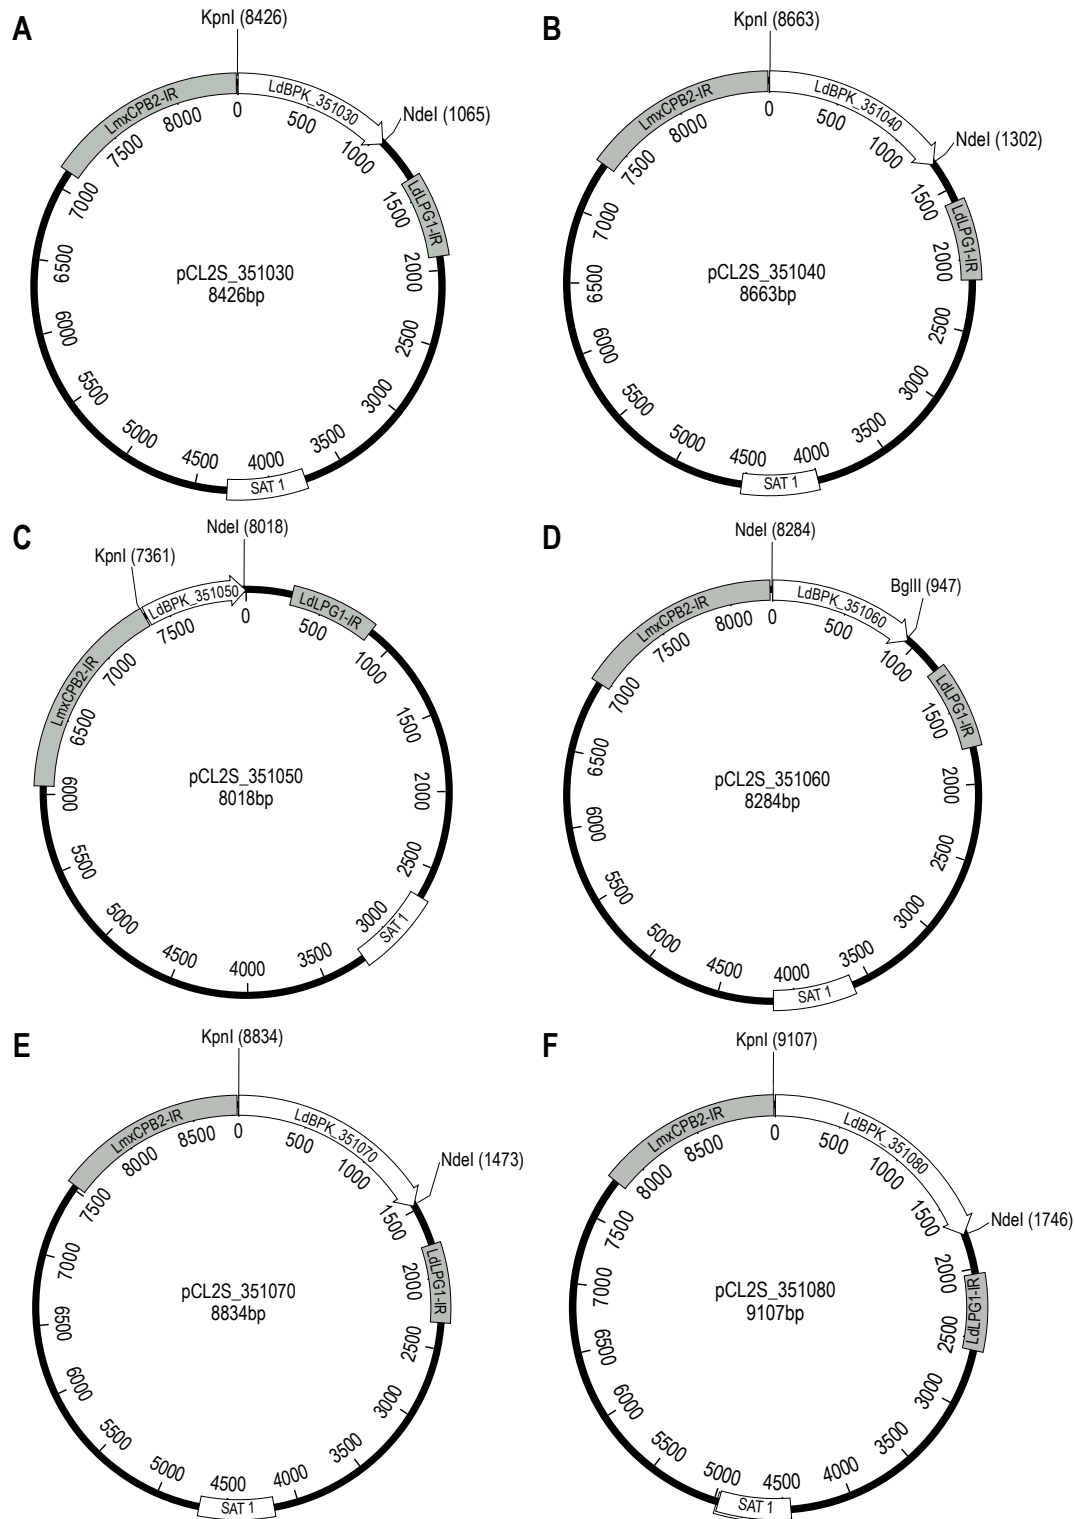 A
KpnI (8426)
LmxCPB2-IR
LdBPK_351030
NdeI (1065)
LdLPG1-IR
SAT 1
0
500
1000
1500
2000
2500
3000
3500
4000
4500
5000
5500
6000
6500
7000
7500
8000
pCL2S_351030
8426bp
B
KpnI (8663)
LmxCPB2-IR
LdBPK_351040
NdeI (1302)
LdLPG1-IR
SAT 1
0
500
1000
1500
2000
2500
3000
3500
4000
4500
5000
5500
6000
6500
7000
7500
8000
pCL2S_351040
8663bp
C
NdeI (8018)
KpnI (7361)
LdBPK_351050
LmxCPB2-IR
LdLPG1-IR
SAT 1
0
500
1000
1500
2000
2500
3000
3500
4000
4500
5000
5500
6000
6500
7000
7500
pCL2S_351050
8018bp
D
NdeI (8284)
LmxCPB2-IR
LdBPK_351060
BglII (947)
LdLPG1-IR
SAT 1
0
500
1000
1500
2000
2500
3000
3500
4000
4500
5000
5500
6000
6500
7000
7500
8000
pCL2S_351060
8284bp
E
KpnI (8834)
LmxCPB2-IR
LdBPK_351070
NdeI (1473)
LdLPG1-IR
SAT 1
0
500
1000
1500
2000
2500
3000
3500
4000
4500
5000
5500
6000
6500
7000
7500
8000
8500
pCL2S_351070
8834bp
F
KpnI (9107)
LmxCPB2-IR
LdBPK_351080
NdeI (1746)
LdLPG1-IR
SAT 1
0
500
1000
1500
2000
2500
3000
3500
4000
4500
5000
5500
6000
6500
7000
7500
8000
8500
pCL2S_351080
9107bp